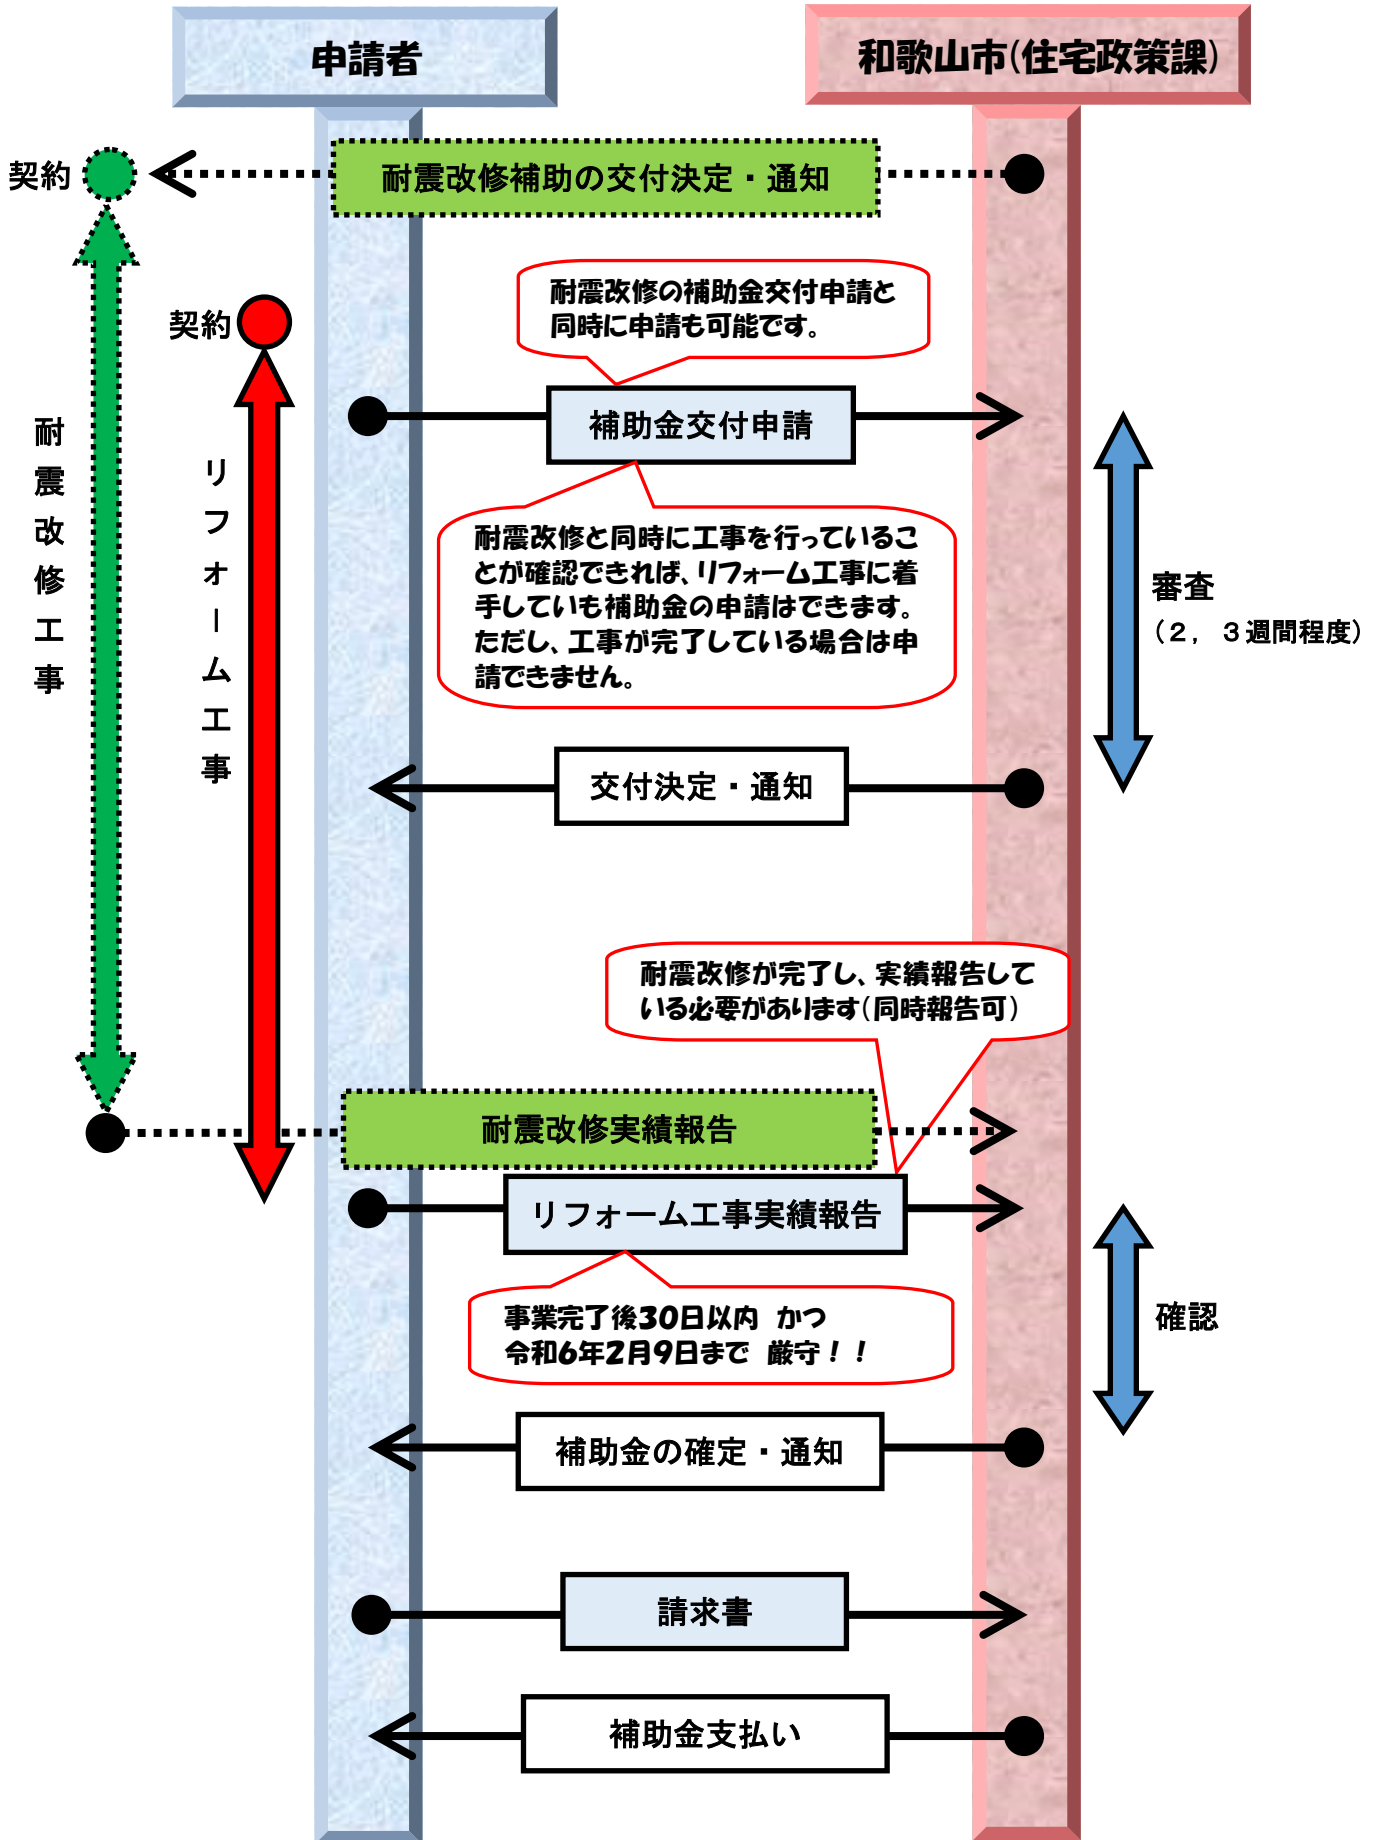 申請者
和歌山市(住宅政策課)
契約
耐震改修補助の交付決定・通知
耐震改修の補助金交付申請と
同時に申請も可能です。
契約
補助金交付申請
耐震改修工事
リフォーム工事
耐震改修と同時に工事を行っているこ
とが確認できれば、リフォーム工事に着
手していも補助金の申請はできます。
ただし、工事が完了している場合は申
請できません。
審査
(2, 3週間程度)
交付決定・通知
耐震改修が完了し、実績報告して
いる必要があります(同時報告可)
耐震改修実績報告
リフォーム工事実績報告
事業完了後30日以内 かつ
令和6年2月9日まで 厳守!!
確認
補助金の確定・通知
請求書
補助金支払い